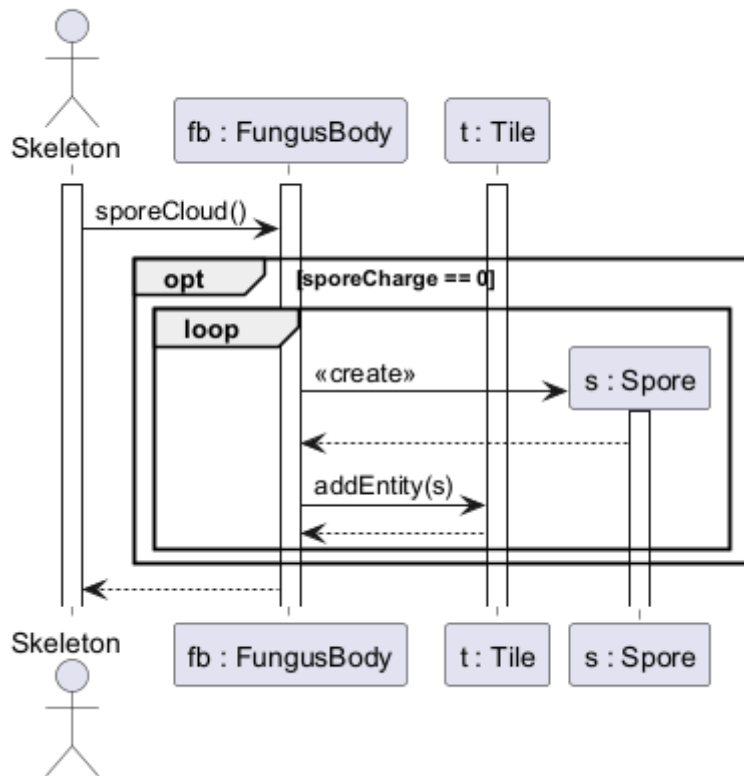 Skeleton
fb : FungusBody
t : Tile
sporeCloud()
opt
[sporeCharge == 0]
loop
«create»
s : Spore
addEntity(s)
Skeleton
fb : FungusBody
t : Tile
s : Spore